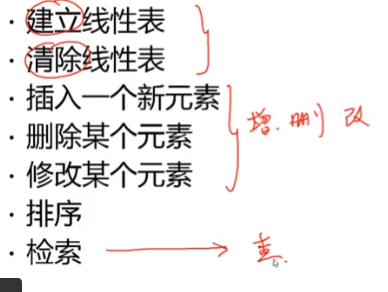 · 建立线性表
· 清除线性表
· 插入一个新元素
· 删除某个元素
· 修改某个元素
增.删 改
· 排序
· 检索
查.